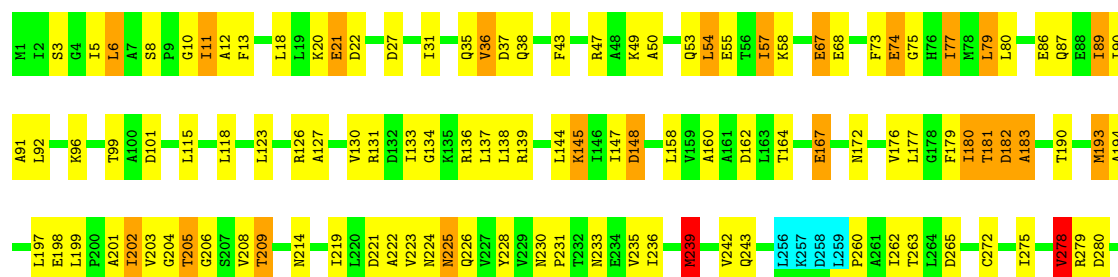 M1 I2 S3 G4 I5 L6 A7 S8 P9 G10 I11 A12 F13 L18 L19 K20 E21 D22 D27 I31 Q35 V36 D37 Q38 F43 R47 A48 K49 A50 Q53 L54 E55 T56 I57 K58 E67 E68 F73 E74 G75 H76 I77 M78 L79 L80 E86 Q87 E88 I89 I90
A91 L92 K96 T99 A100 D101 L115 L118 L123 R126 A127 V130 R131 D132 I133 G134 K135 R136 L137 L138 R139 L144 K145 I146 I147 D148 L158 V159 A160 A161 D162 L163 T164 E167 N172 V176 L177 G178 F179 I180 T181 D182 A183 T190 M193 A194
L197 E198 L199 P200 A201 I202 V203 G204 T205 G206 S207 V208 T209 N214 I219 L220 D221 A222 V223 N224 N225 Q226 V227 Y228 V229 N230 P231 T232 N233 E234 V235 I236 M239 V242 Q243 L256 K257 D258 L259 P260 A261 I262 T263 L264 D265 C272 I275 V278 R279 D280